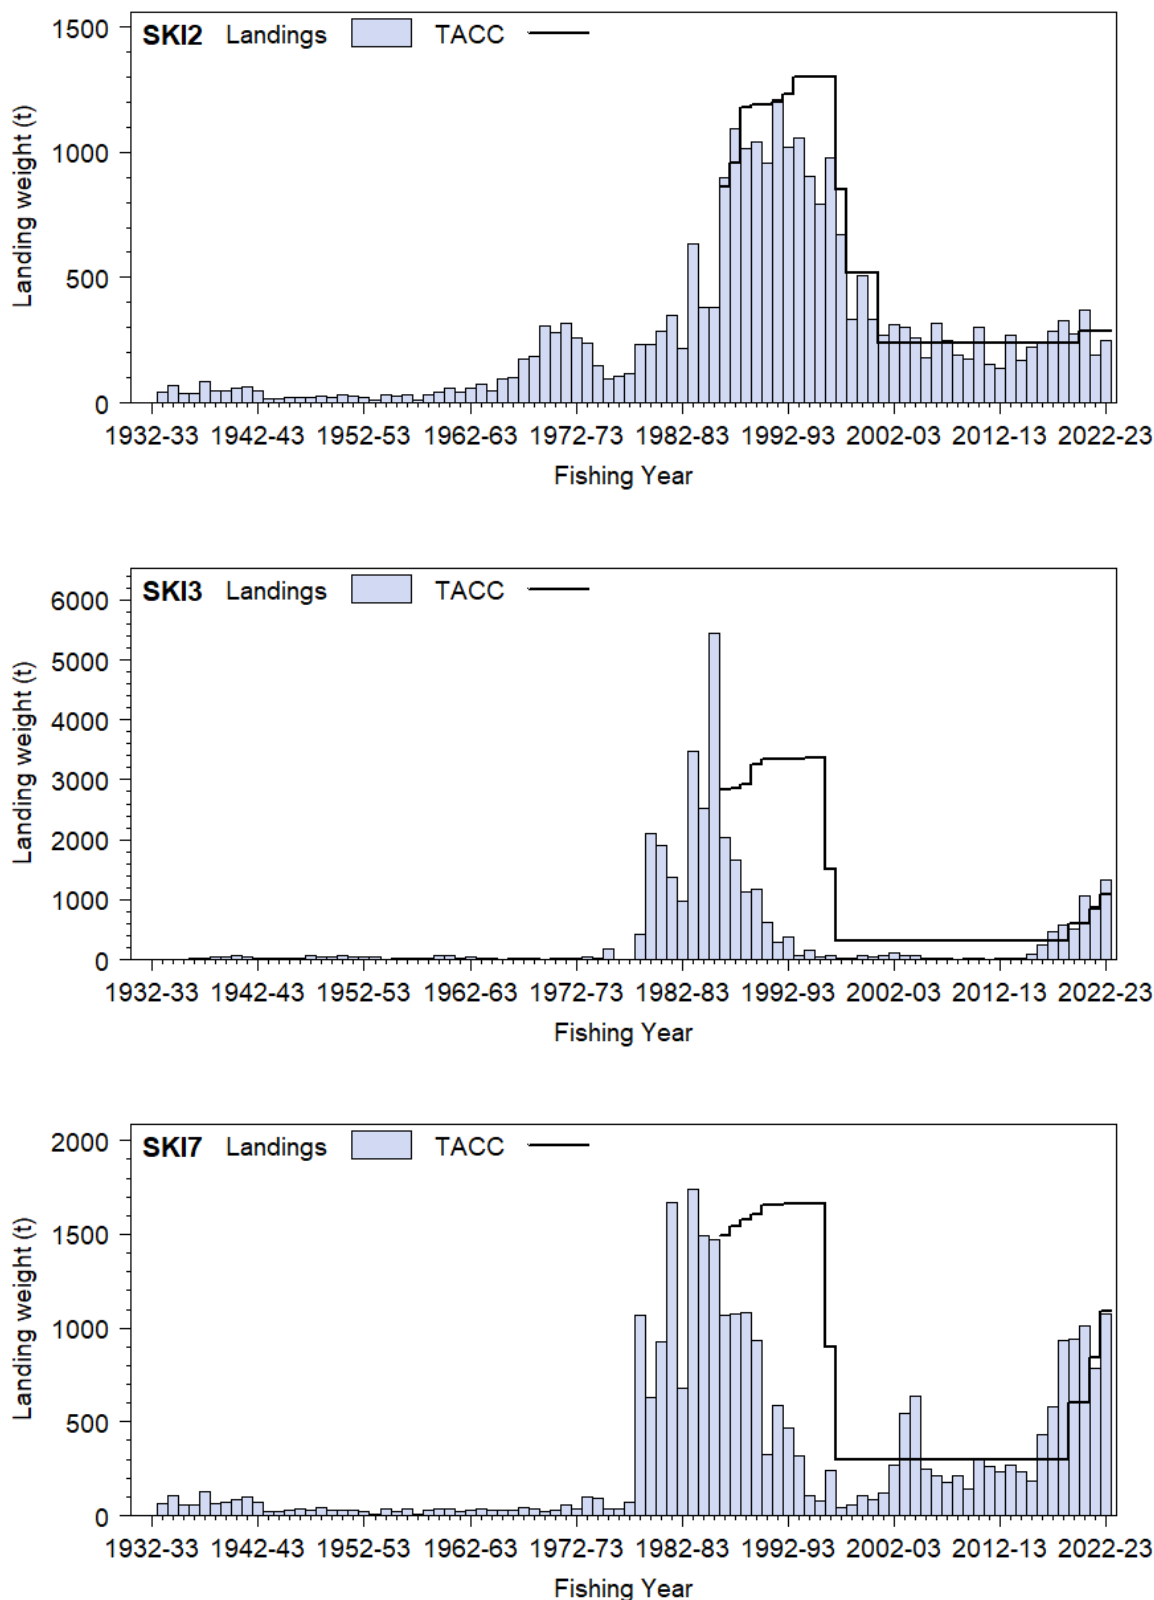 SKI2 Landings TACC
Landing weight (t)
1500
1000
500
0
1932-33 1942-43 1952-53 1962-63 1972-73 1982-83 1992-93 2002-03 2012-13 2022-23
Fishing Year
SKI3 Landings TACC
Landing weight (t)
6000
5000
4000
3000
2000
1000
0
1932-33 1942-43 1952-53 1962-63 1972-73 1982-83 1992-93 2002-03 2012-13 2022-23
Fishing Year
SKI7 Landings TACC
Landing weight (t)
2000
1500
1000
500
0
1932-33 1942-43 1952-53 1962-63 1972-73 1982-83 1992-93 2002-03 2012-13 2022-23
Fishing Year